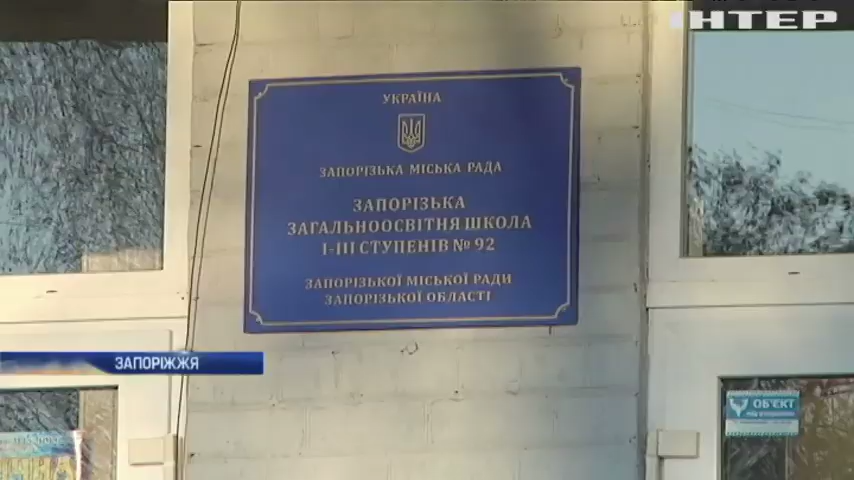 ІНТЕР
УКРАЇНА
ЗАПОРІЗЬКА МІСЬКА РАДА
ЗАПОРІЗЬКА
ЗАГАЛЬНООСВІТНЯ ШКОЛА
І-ІІІ СТУПЕНІВ № 92
ЗАПОРІЗЬКОЇ МІСЬКОЇ РАДИ
ЗАПОРІЗЬКОЇ ОБЛАСТІ
ЗАПОРІЖЖЯ
ОБ'ЄКТ